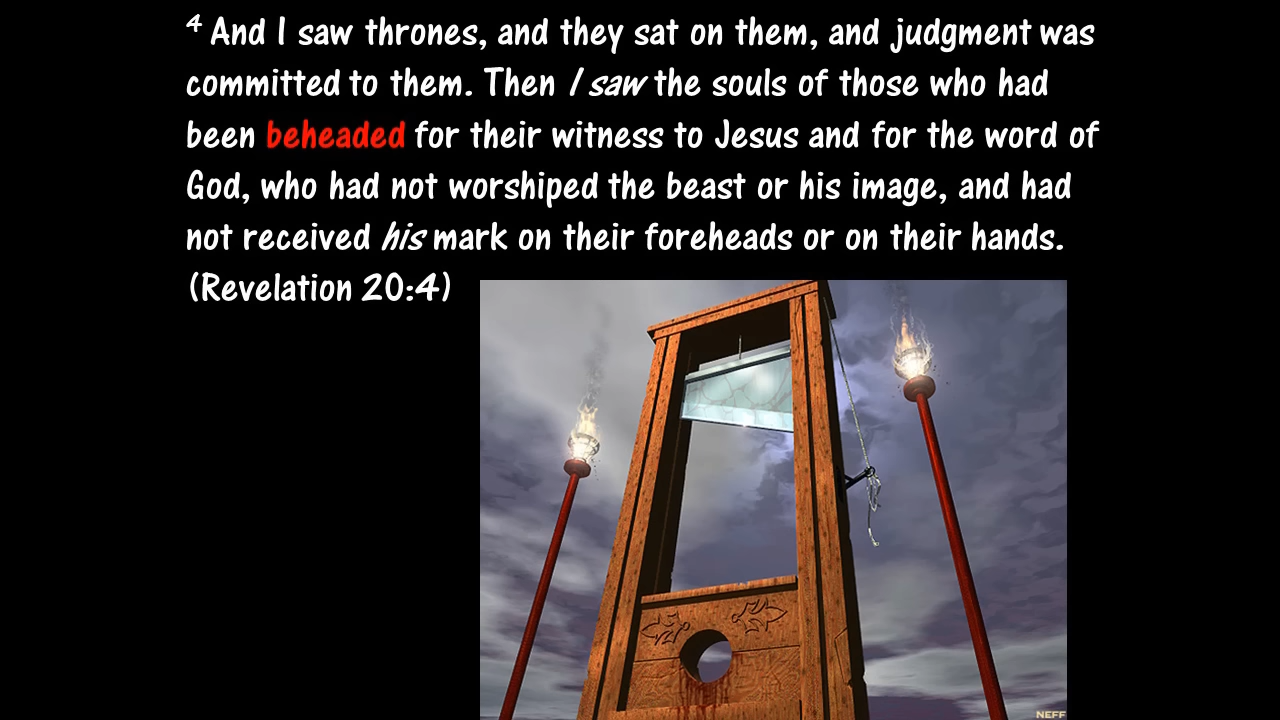 4 And I saw thrones, and they sat on them, and judgment was
committed to them. Then I saw the souls of those who had
been beheaded for their witness to Jesus and for the word of
God, who had not worshiped the beast or his image, and had
not received his mark on their foreheads or on their hands.
(Revelation 20:4)
NEFF